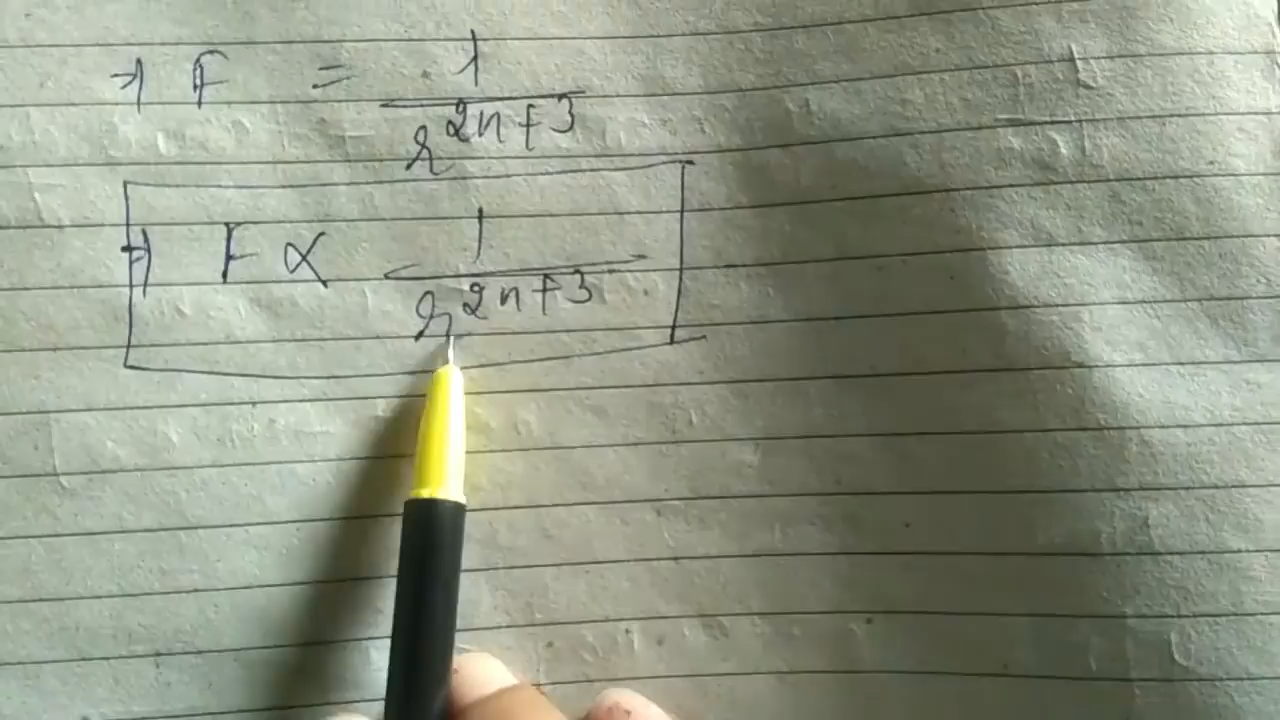 ⇒ F = 1/r^{2n+3}
⇒ F ∝ 1/r^{2n+3}